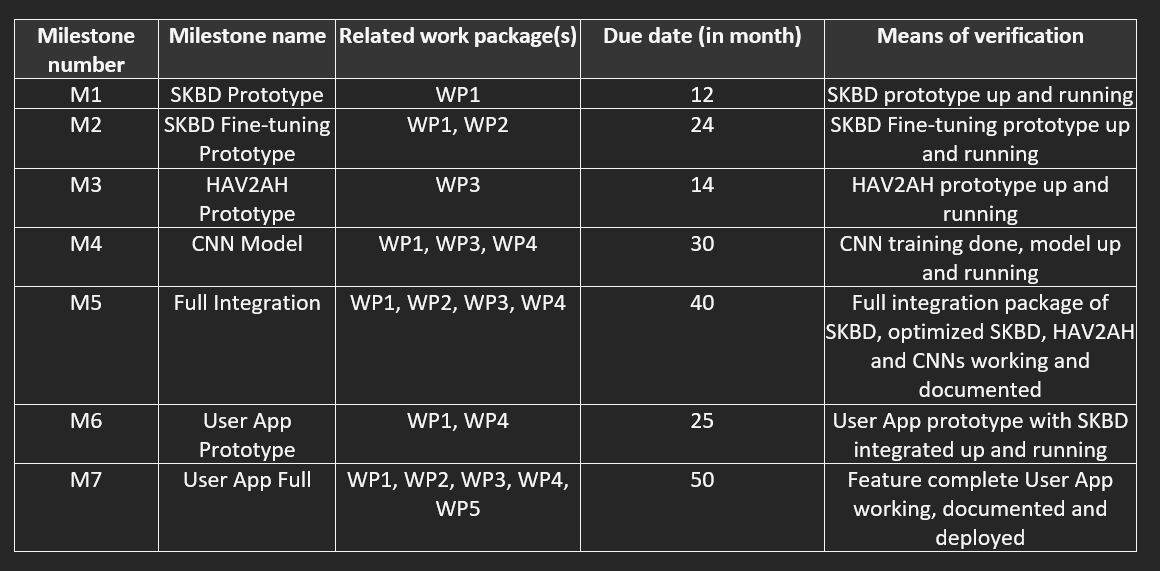 Milestone number | Milestone name | Related work package(s) | Due date (in month) | Means of verification
M1 | SKBD Prototype | WP1 | 12 | SKBD prototype up and running
M2 | SKBD Fine-tuning Prototype | WP1, WP2 | 24 | SKBD Fine-tuning prototype up and running
M3 | HAV2AH Prototype | WP3 | 14 | HAV2AH prototype up and running
M4 | CNN Model | WP1, WP3, WP4 | 30 | CNN training done, model up and running
M5 | Full Integration | WP1, WP2, WP3, WP4 | 40 | Full integration package of SKBD, optimized SKBD, HAV2AH and CNNs working and documented
M6 | User App Prototype | WP1, WP4 | 25 | User App prototype with SKBD integrated up and running
M7 | User App Full | WP1, WP2, WP3, WP4, WP5 | 50 | Feature complete User App working, documented and deployed